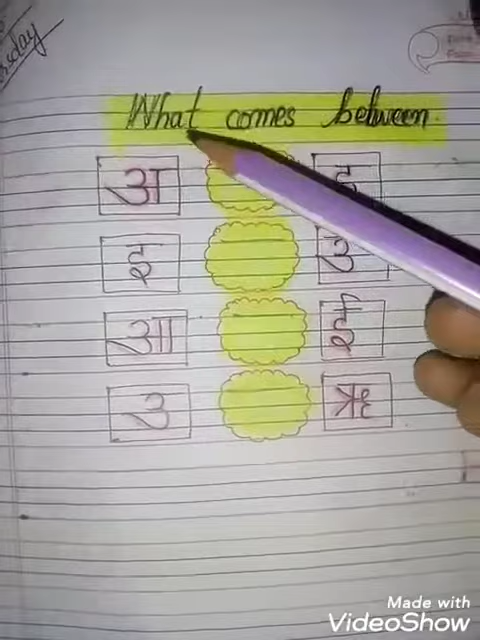 What comes between
अ
इ उ
आ ई
उ ऋ
Made with
VideoShow